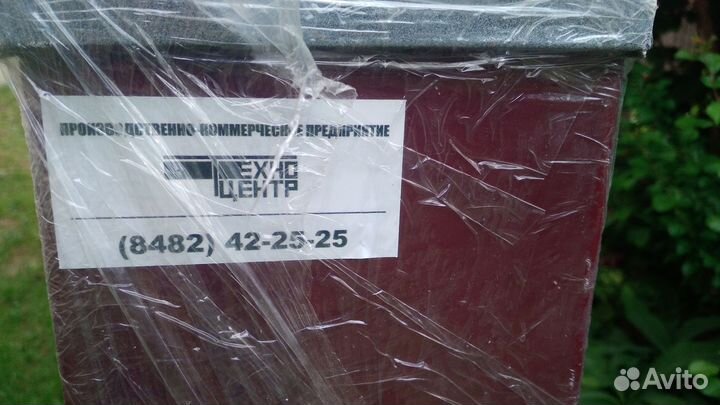 ПРОИЗВОДСТВЕННО-КОММЕРЧЕСКОЕ ПРЕДПРИЯТИЕ
ТЕХНО
ЦЕНТР
(8482) 42-25-25
Avito